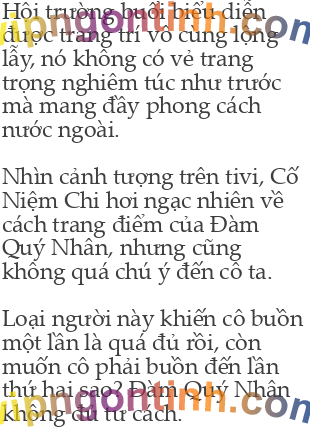 Hội trường buổi biểu diễn
được trang trí vô cùng lộng
lẫy, nó không có vẻ trang
trọng nghiêm túc như trước
mà mang đầy phong cách
nước ngoài.
Nhìn cảnh tượng trên tivi, Cố
Niệm Chi hơi ngạc nhiên về
cách trang điểm của Đàm
Quý Nhân, nhưng cũng
không quá chú ý đến cô ta.
Loại người này khiến cô buồn
một lần là quá đủ rồi, còn
muốn cô phải buồn đến lần
thứ hai sao? Đàm Quý Nhân
không đủ tư cách.
vipngontinh.com
vipngontinh.com